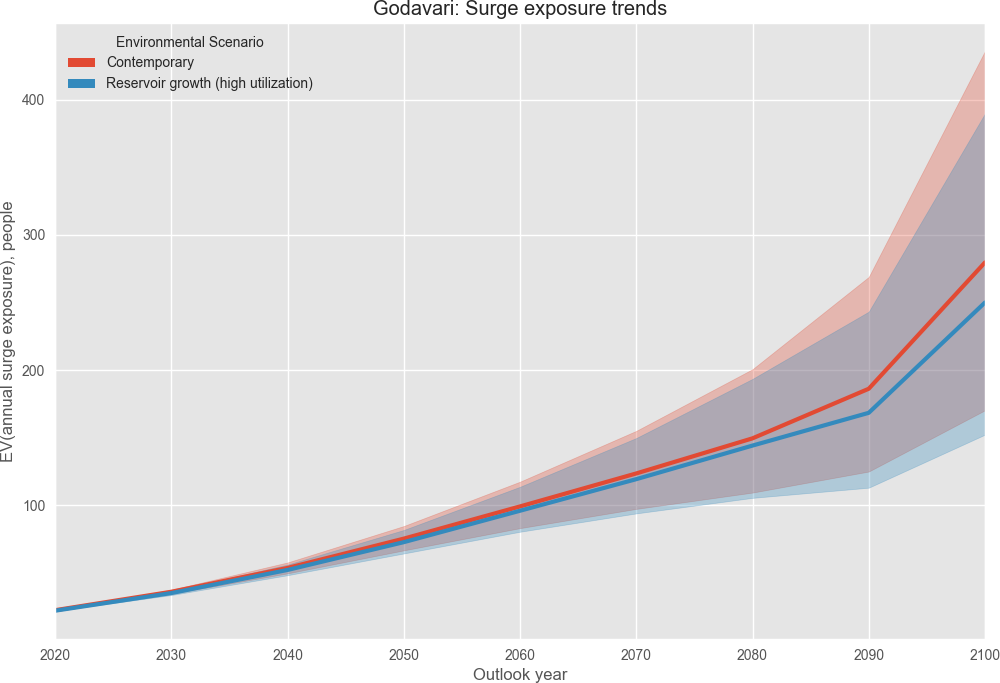 Godavari: Surge exposure trends
Environmental Scenario
Contemporary
Reservoir growth (high utilization)
EV(annual surge exposure), people
400
300
200
100
2020 2030 2040 2050 2060 2070 2080 2090 2100
Outlook year